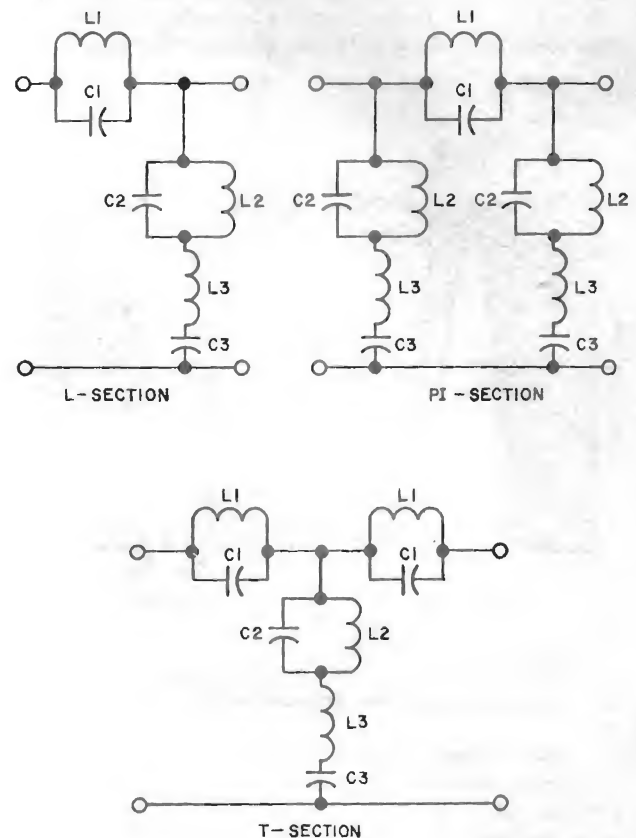 L1
L1
C1
C1
C2
L2
C2
L2
C2
L2
L3
L3
L3
C3
C3
C3
L-SECTION
PI-SECTION
L1
L1
C1
C1
C2
L2
L3
C3
T-SECTION